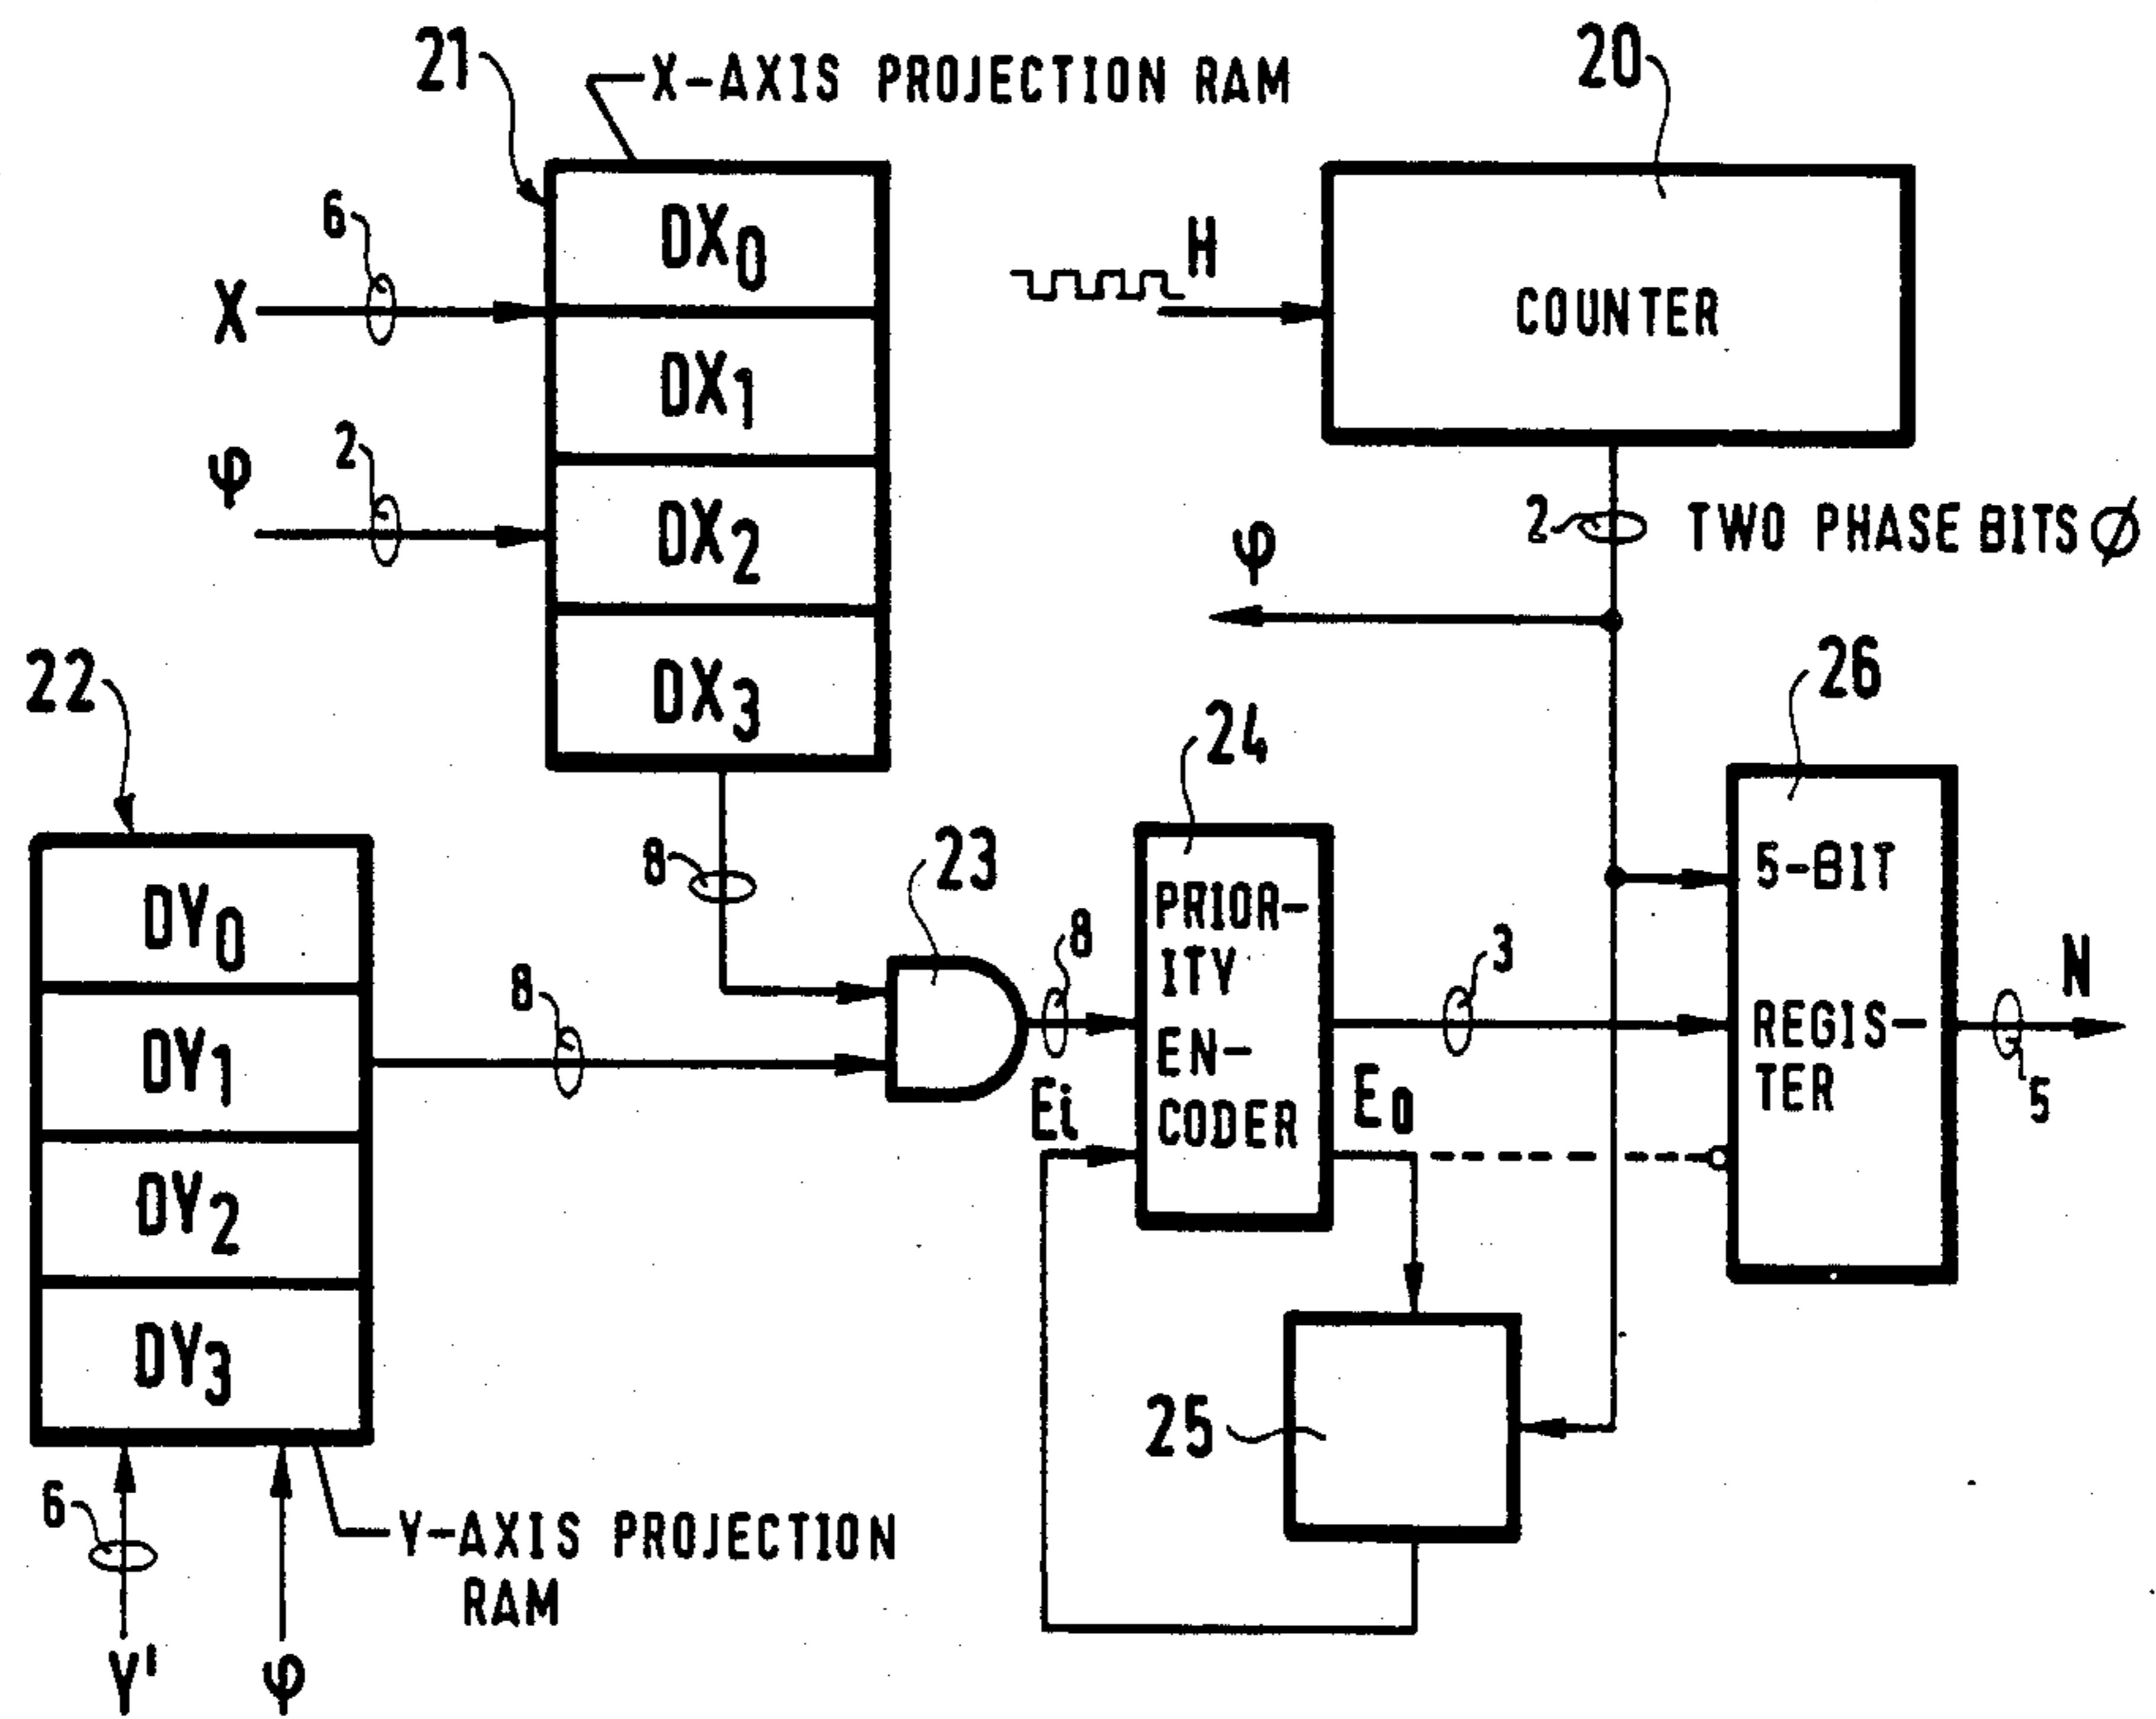 21
X-AXIS PROJECTION RAM
20
6
X
DX0
H
COUNTER
DX1
2
φ
DX2
2
TWO PHASE BITS Ø
φ
DX3
22
24
26
8
23
DY0
8
PRIOR-
ITY
EN-
CODER
3
5-BIT
REGIS-
TER
N
5
8
DY1
Ei
E0
DY2
DY3
25
6
Y-AXIS PROJECTION
RAM
Y'
φ